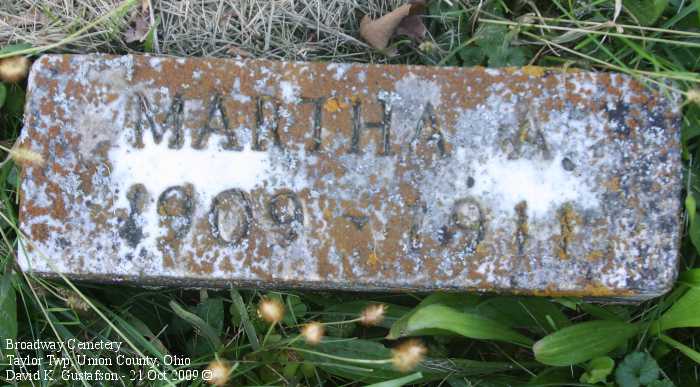 MARTHA A.
1909 - 1911
Broadway Cemetery
Taylor Twp, Union County, Ohio
David K. Gustafson - 21 Oct 2009 ©